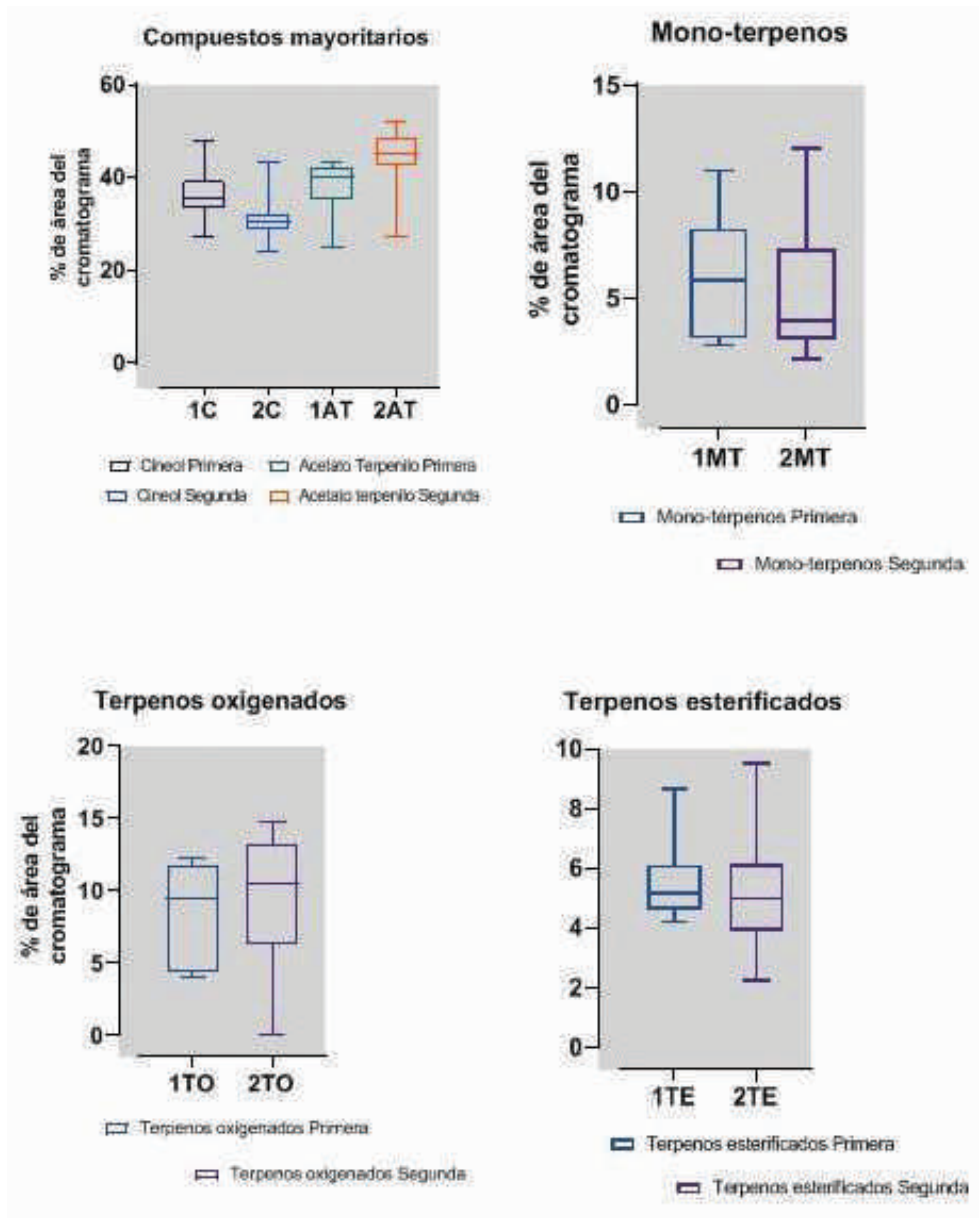 Compuestos mayoritarios
% de área del
cromatograma
60
40
20
0
1C 2C 1AT 2AT
Cineol Primera Acetato Terpenilo Primera
Cineol Segunda Acetato terpenilo Segunda
Mono-terpenos
% de área del
cromatograma
15
10
5
0
1MT 2MT
Mono-terpenos Primera
Mono-terpenos Segunda
Terpenos oxigenados
% de área del
cromatograma
20
15
10
5
0
1TO 2TO
Terpenos oxigenados Primera
Terpenos oxigenados Segunda
Terpenos esterificados
10
8
6
4
2
0
1TE 2TE
Terpenos esterificados Primera
Terpenos esterificados Segunda